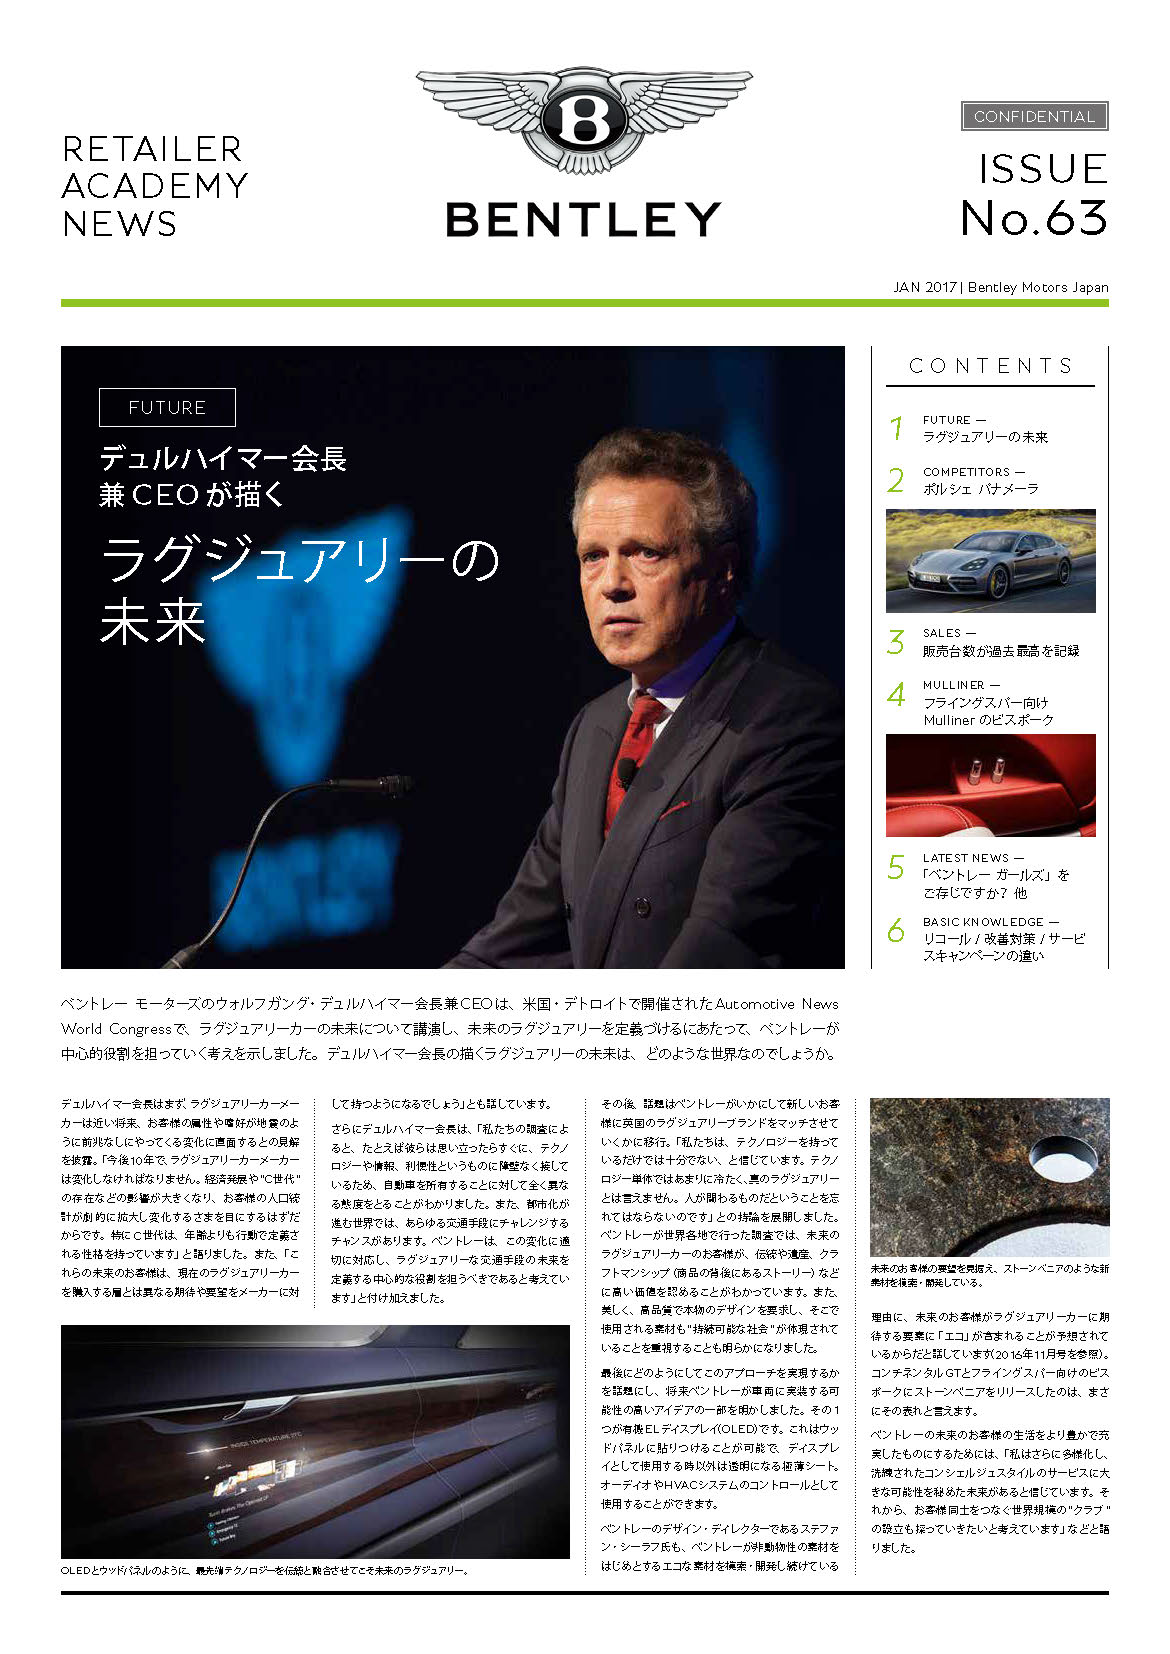 RETAILER
ACADEMY
NEWS
B
BENTLEY
CONFIDENTIAL
ISSUE
No.63
JAN 2017 | Bentley Motors Japan
FUTURE
デュルハイマー会長
兼CEOが描く
ラグジュアリーの
未来
CONTENTS
1 FUTURE —
ラグジュアリーの未来
2 COMPETITORS —
ポルシェ パナメーラ
3 SALES —
販売台数が過去最高を記録
4 MULLINER —
フライングスパー向け
Mulliner のビスポーク
5 LATEST NEWS —
「ベントレー ガールズ」を
ご存じですか？ 他
6 BASIC KNOWLEDGE —
リコール / 改善対策 / サービ
スキャンペーンの違い
ベントレー モーターズのウォルフガング・デュルハイマー会長兼CEOは、米国・デトロイトで開催されたAutomotive News
World Congressで、ラグジュアリーカーの未来について講演し、未来のラグジュアリーを定義づけるにあたって、ベントレーが
中心的役割を担っていく考えを示しました。デュルハイマー会長の描くラグジュアリーの未来は、どのような世界なのでしょうか。
デュルハイマー会長はまず、ラグジュアリーカーメー
カーは近い将来、お客様の属性や嗜好が地震のよ
うに前兆なしにやってくる変化に直面するとの見解
を披露。「今後10年で、ラグジュアリーカーメーカー
は変化しなければなりません。経済発展や"C世代"
の存在などの影響が大きくなり、お客様の人口統
計が劇的に拡大し変化するさまを目にするはずだ
からです。特にC世代は、年齢よりも行動で定義さ
れる性格を持っています」と語りました。また、「こ
れらの未来のお客様は、現在のラグジュアリーカー
を購入する層とは異なる期待や要望をメーカーに対
して持つようになるでしょう」とも話しています。
さらにデュルハイマー会長は、「私たちの調査によ
ると、たとえば彼らは思い立ったらすぐに、テクノ
ロジーや情報、利便性というものに障壁なく接して
いるため、自動車を所有することに対して全く異な
る態度をとることがわかりました。また、都市化が
進む世界では、あらゆる交通手段にチャレンジする
チャンスがあります。ベントレーは、この変化に適
切に対応し、ラグジュアリーな交通手段の未来を
定義する中心的な役割を担うべきであると考えてい
ます」と付け加えました。
INSIDE TEMPERATURE 21°C
OLEDとウッドパネルのように、最先端テクノロジーを伝統と融合させてこそ未来のラグジュアリー。
その後、話題はベントレーがいかにして新しいお客
様に英国のラグジュアリーブランドをマッチさせて
いくかに移行。「私たちは、テクノロジーを持って
いるだけでは十分でない、と信じています。テクノ
ロジー単体ではあまりに冷たく、真のラグジュアリー
とは言えません。人が関わるものだということを忘
れてはならないのです」との持論を展開しました。
ベントレーが世界各地で行った調査では、未来の
ラグジュアリーカーのお客様が、伝統や遺産、クラ
フトマンシップ（商品の背後にあるストーリー）など
に高い価値を認めることがわかっています。また、
美しく、高品質で本物のデザインを要求し、そこで
使用される素材も"持続可能な社会"が体現されて
いることを重視することも明らかになりました。
最後にどのようにしてこのアプローチを実現するか
を話題にし、将来ベントレーが車両に実装する可
能性の高いアイデアの一部を明かしました。その1
つが有機ELディスプレイ(OLED)です。これはウッ
ドパネルに貼りつけることが可能で、ディスプレ
イとして使用する時以外は透明になる極薄シート。
オーディオやHVACシステムのコントロールとして
使用することができます。
ベントレーのデザイン・ディレクターであるステファ
ン・シーラフ氏も、ベントレーが非動物性の素材を
はじめとするエコな素材を模索・開発し続けている
未来のお客様の要望を見据え、ストーンベニアのような新
素材を模索・開発している。
理由に、未来のお客様がラグジュアリーカーに期
待する要素に「エコ」が含まれることが予想されて
いるからだと話しています(2016年11月号を参照)。
コンチネンタルGTとフライングスパー向けのビス
ポークにストーンベニアをリリースしたのは、まさ
にその表れと言えます。
ベントレーの未来のお客様の生活をより豊かで充
実したものにするためには、「私はさらに多様化し、
洗練されたコンシェルジュスタイルのサービスに大
きな可能性を秘めた未来があると信じています。そ
れから、お客様同士をつなぐ世界規模の"クラブ"
の設立も探っていきたいと考えています」などと語
りました。